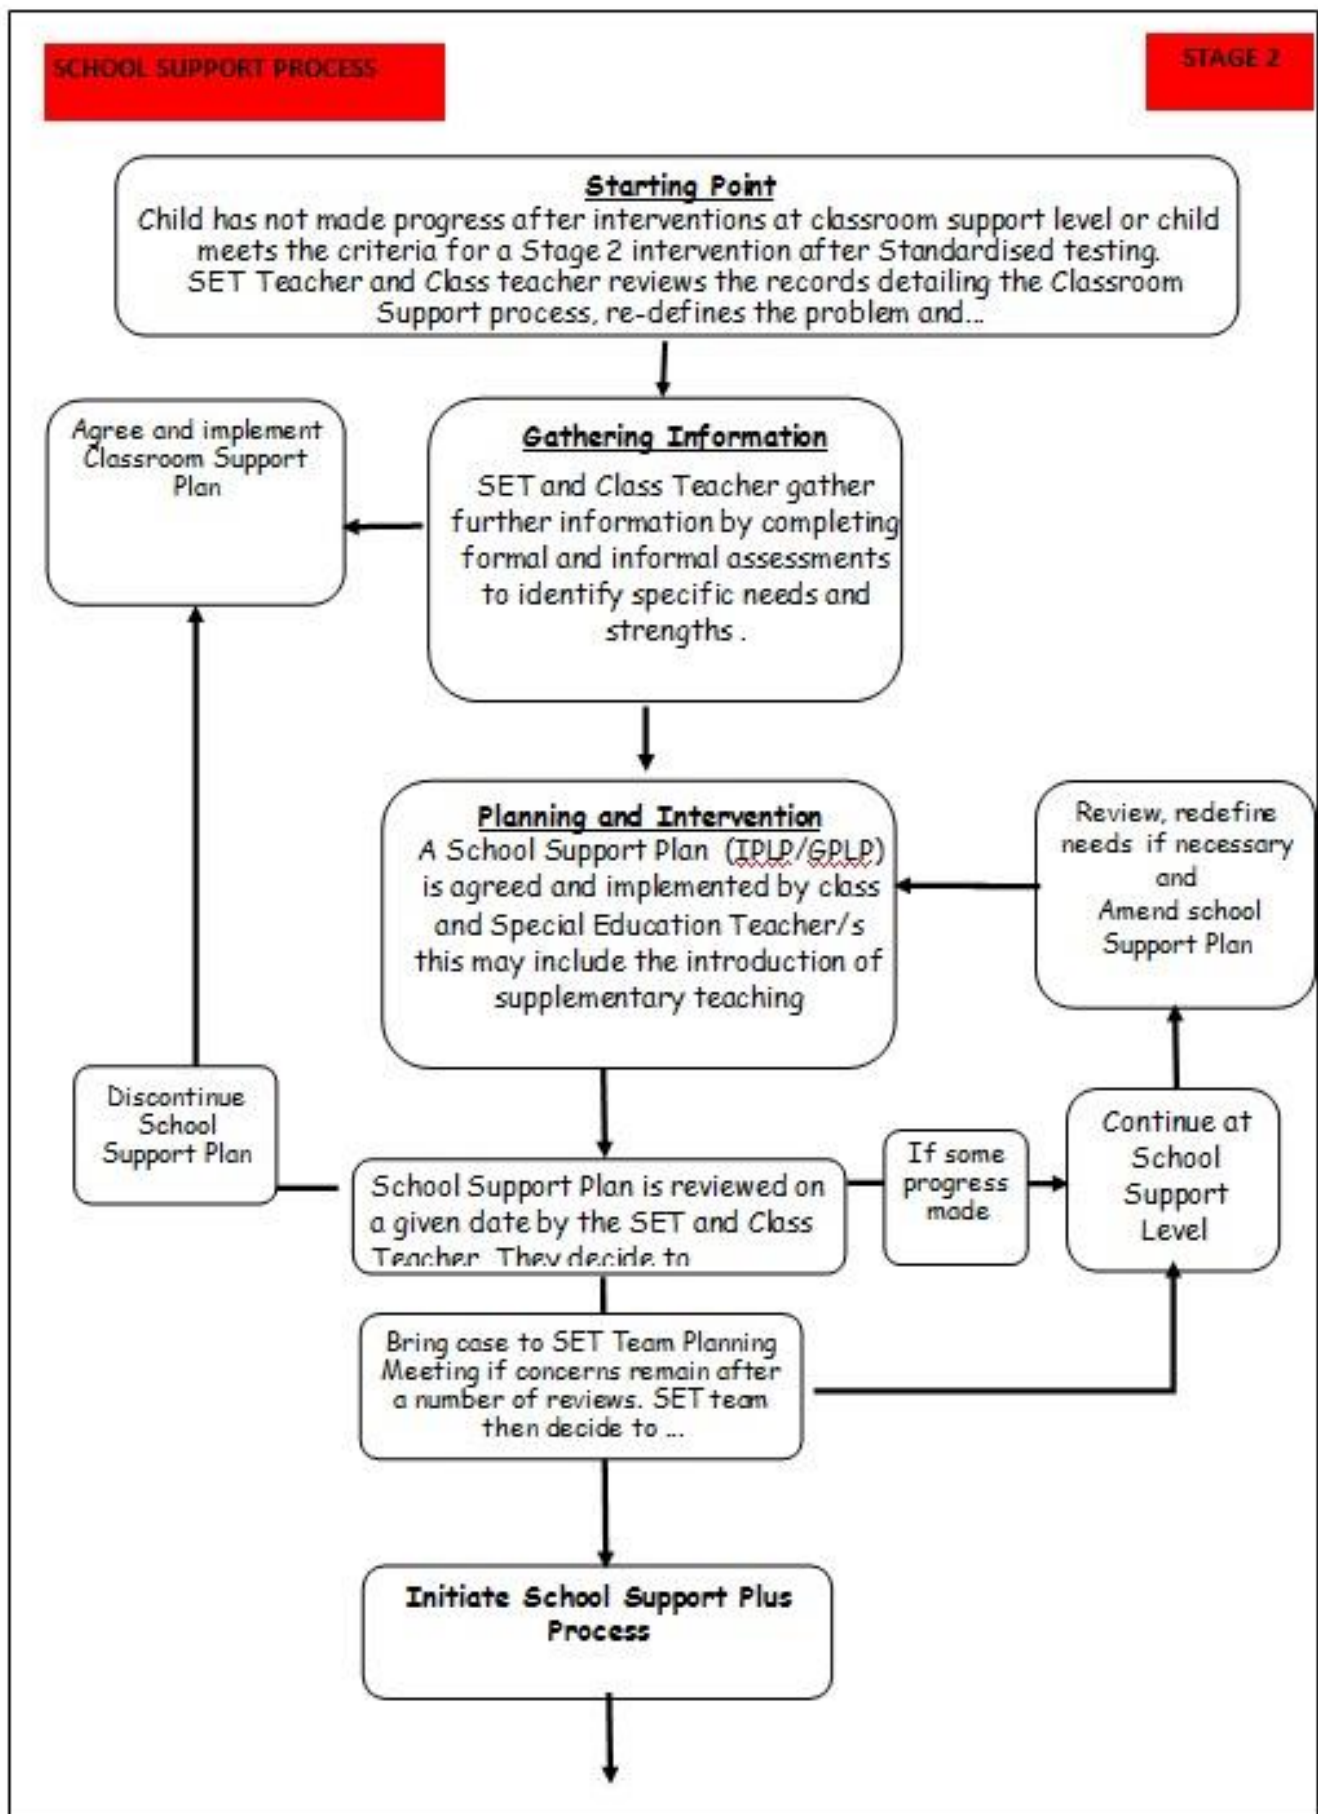 SCHOOL SUPPORT PROCESS
STAGE 2
Starting Point
Child has not made progress after interventions at classroom support level or child
meets the criteria for a Stage 2 intervention after Standardised testing.
SET Teacher and Class teacher reviews the records detailing the Classroom
Support process, re-defines the problem and...
Agree and implement
Classroom Support
Plan
Gathering Information
SET and Class Teacher gather
further information by completing
formal and informal assessments
to identify specific needs and
strengths .
Planning and Intervention
A School Support Plan (IPLP/GPLP)
is agreed and implemented by class
and Special Education Teacher/s
this may include the introduction of
supplementary teaching
Review, redefine
needs if necessary
and
Amend school
Support Plan
Discontinue
School
Support Plan
School Support Plan is reviewed on
a given date by the SET and Class
Teacher. They decide to
If some
progress
made
Continue at
School
Support
Level
Bring case to SET Team Planning
Meeting if concerns remain after
a number of reviews. SET team
then decide to ...
Initiate School Support Plus
Process